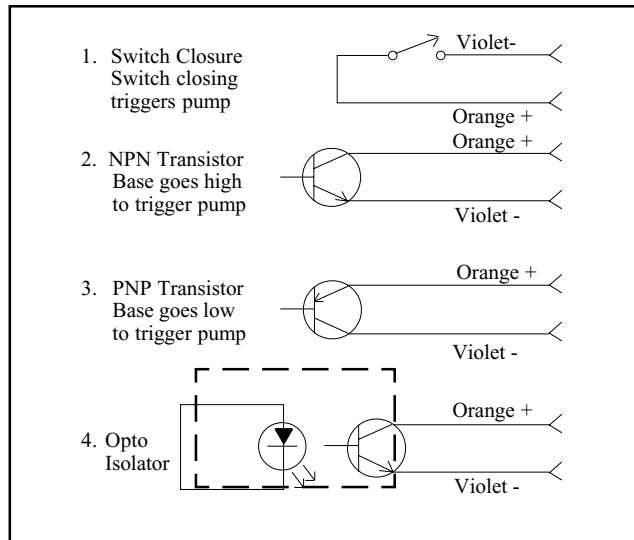 1. Switch Closure
Switch closing
triggers pump
Violet-
Orange +
2. NPN Transistor
Base goes high
to trigger pump
Orange +
Violet -
3. PNP Transistor
Base goes low
to trigger pump
Orange +
Violet -
4. Opto
Isolator
Orange +
Violet -